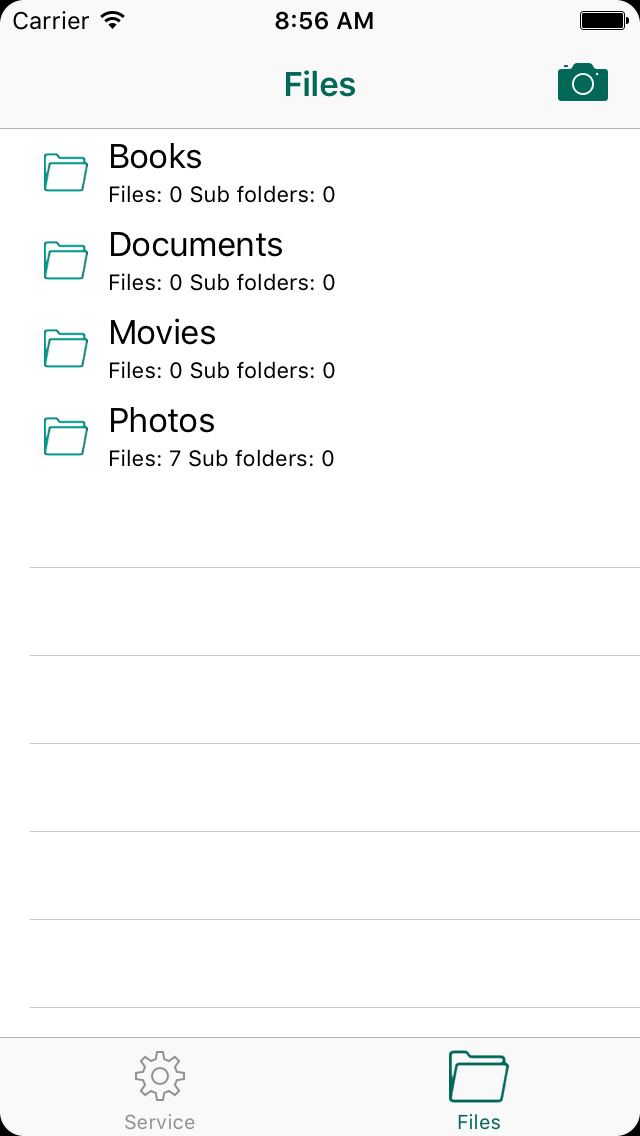 Carrier 8:56 AM
Files
Books
Files: 0 Sub folders: 0
Documents
Files: 0 Sub folders: 0
Movies
Files: 0 Sub folders: 0
Photos
Files: 7 Sub folders: 0
Service Files